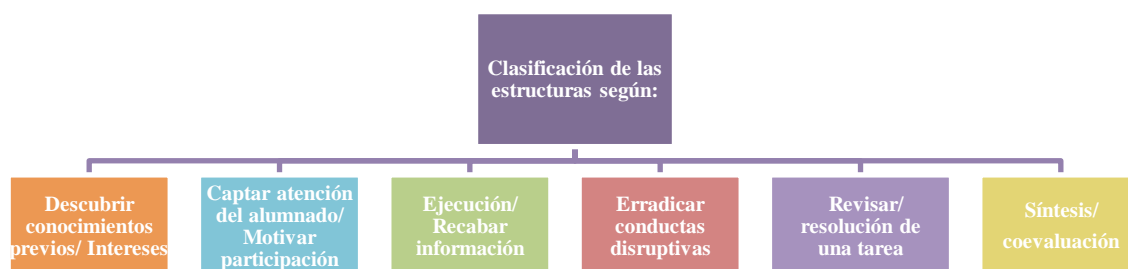 Clasificación de las
estructuras según:
Descubrir
conocimientos
previos/ Intereses
Captar atención
del alumnado/
Motivar
participación
Ejecución/
Recabar
información
Erradicar
conductas
disruptivas
Revisar/
resolución de
una tarea
Síntesis/
coevaluación